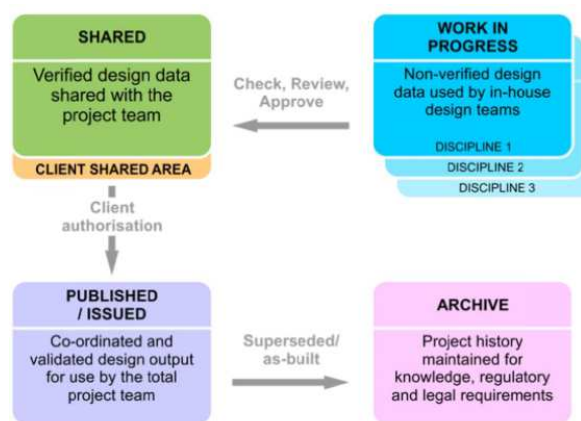 SHARED
Verified design data
shared with the
project team
CLIENT SHARED AREA
Check, Review,
Approve
WORK IN
PROGRESS
Non-verified design
data used by in-house
design teams
DISCIPLINE 1
DISCIPLINE 2
DISCIPLINE 3
Client
authorisation
PUBLISHED
/ ISSUED
Co-ordinated and
validated design output
for use by the total
project team
Superseded/
as-built
ARCHIVE
Project history
maintained for
knowledge, regulatory
and legal requirements